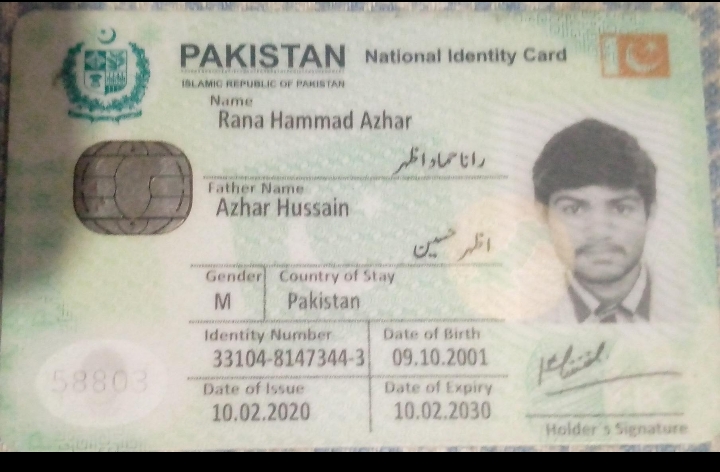 PAKISTAN National Identity Card
ISLAMIC REPUBLIC OF PAKISTAN
Name
Rana Hammad Azhar
رانا حماد اظہر
Father Name
Azhar Hussain
اظہر حسین
Gender Country of Stay
M Pakistan
Identity Number Date of Birth
33104-8147344-3 09.10.2001
58803
Date of Issue Date of Expiry
10.02.2020 10.02.2030
Holder's Signature